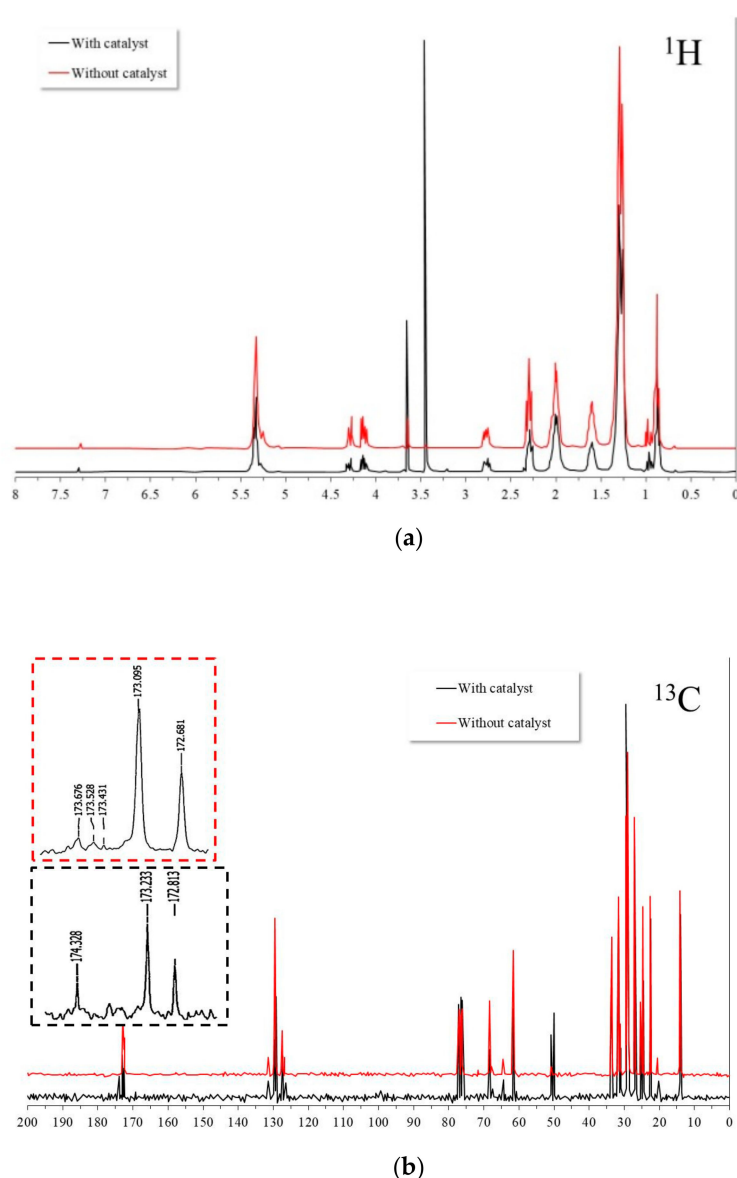 With catalyst
Without catalyst
¹H
8 7.5 7 6.5 6 5.5 5 4.5 4 3.5 3 2.5 2 1.5 1 0.5 0
(a)
173.676
173.528
173.431
173.095
172.681
174.328
173.233
172.813
With catalyst
Without catalyst
¹³C
200 190 180 170 160 150 140 130 120 110 100 90 80 70 60 50 40 30 20 10 0
(b)